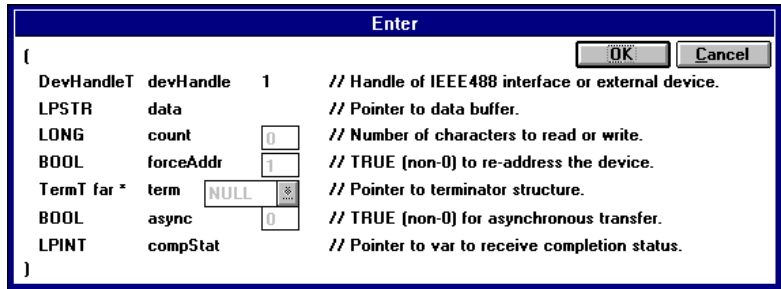 Enter
( OK Cancel
DevHandleT devHandle 1 // Handle of IEEE488 interface or external device.
LPSTR data // Pointer to data buffer.
LONG count 0 // Number of characters to read or write.
BOOL forceAddr 1 // TRUE (non-0) to re-address the device.
TermT far * term NULL // Pointer to terminator structure.
BOOL async 0 // TRUE (non-0) for asynchronous transfer.
LPINT compStat // Pointer to var to receive completion status.
)